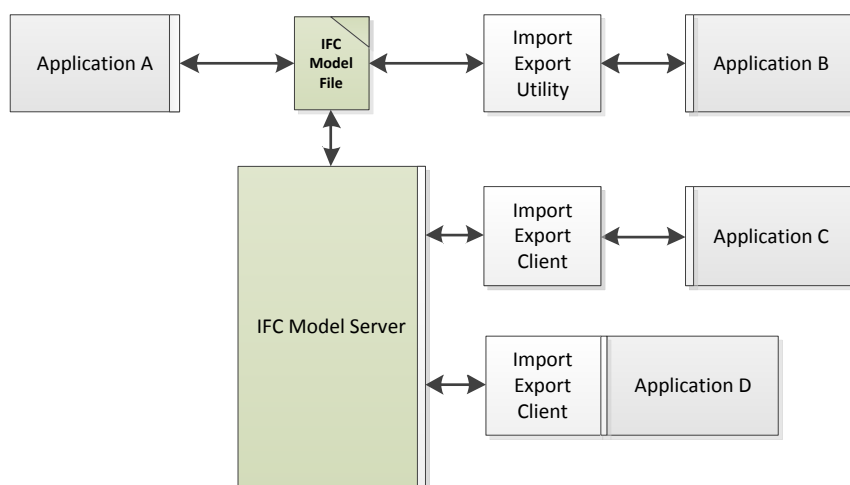 Application A
IFC
Model
File
Import
Export
Utility
Application B
Import
Export
Client
Application C
IFC Model Server
Import
Export
Client
Application D